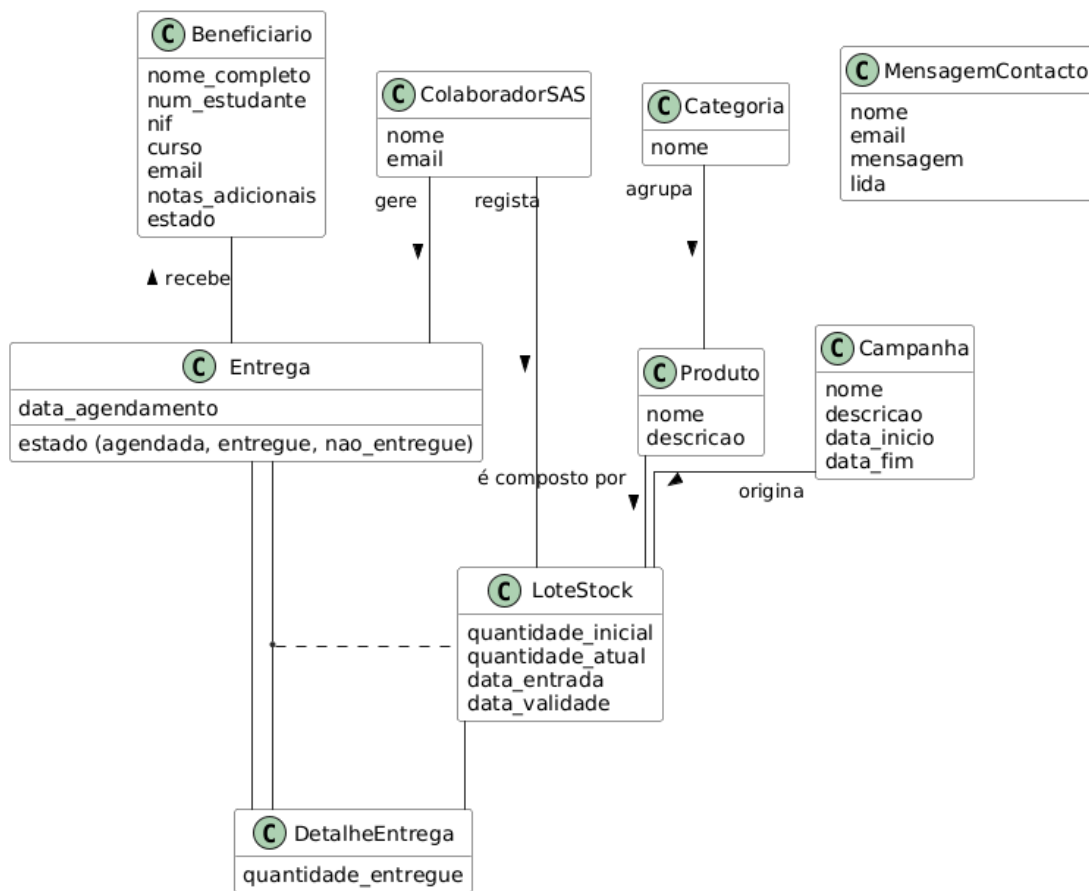 C Beneficiario
nome_completo
num_estudante
nif
curso
email
notas_adicionais
estado
C ColaboradorSAS
nome
email
C Categoria
nome
C MensagemContacto
nome
email
mensagem
lida
gere
regista
agrupa
recebe
C Entrega
data_agendamento
estado (agendada, entregue, nao_entregue)
C Produto
nome
descricao
C Campanha
nome
descricao
data_inicio
data_fim
é composto por
origina
C LoteStock
quantidade_inicial
quantidade_atual
data_entrada
data_validade
C DetalheEntrega
quantidade_entregue